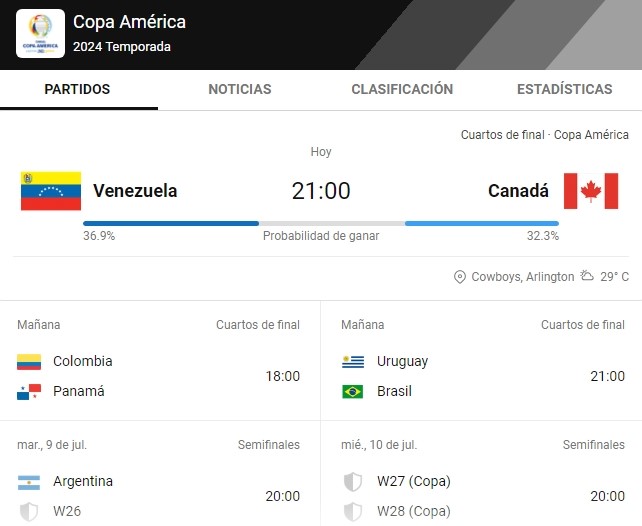 Copa América
2024 Temporada
COPA AMÉRICA
PARTIDOS
NOTICIAS
CLASIFICACIÓN
ESTADÍSTICAS
Cuartos de final · Copa América
Hoy
Venezuela
21:00
Canadá
36.9%
Probabilidad de ganar
32.3%
Cowboys, Arlington 29° C
Mañana
Cuartos de final
Colombia
Panamá
18:00
Mañana
Cuartos de final
Uruguay
Brasil
21:00
mar., 9 de jul.
Semifinales
Argentina
W26
20:00
mié., 10 de jul.
Semifinales
W27 (Copa)
W28 (Copa)
20:00